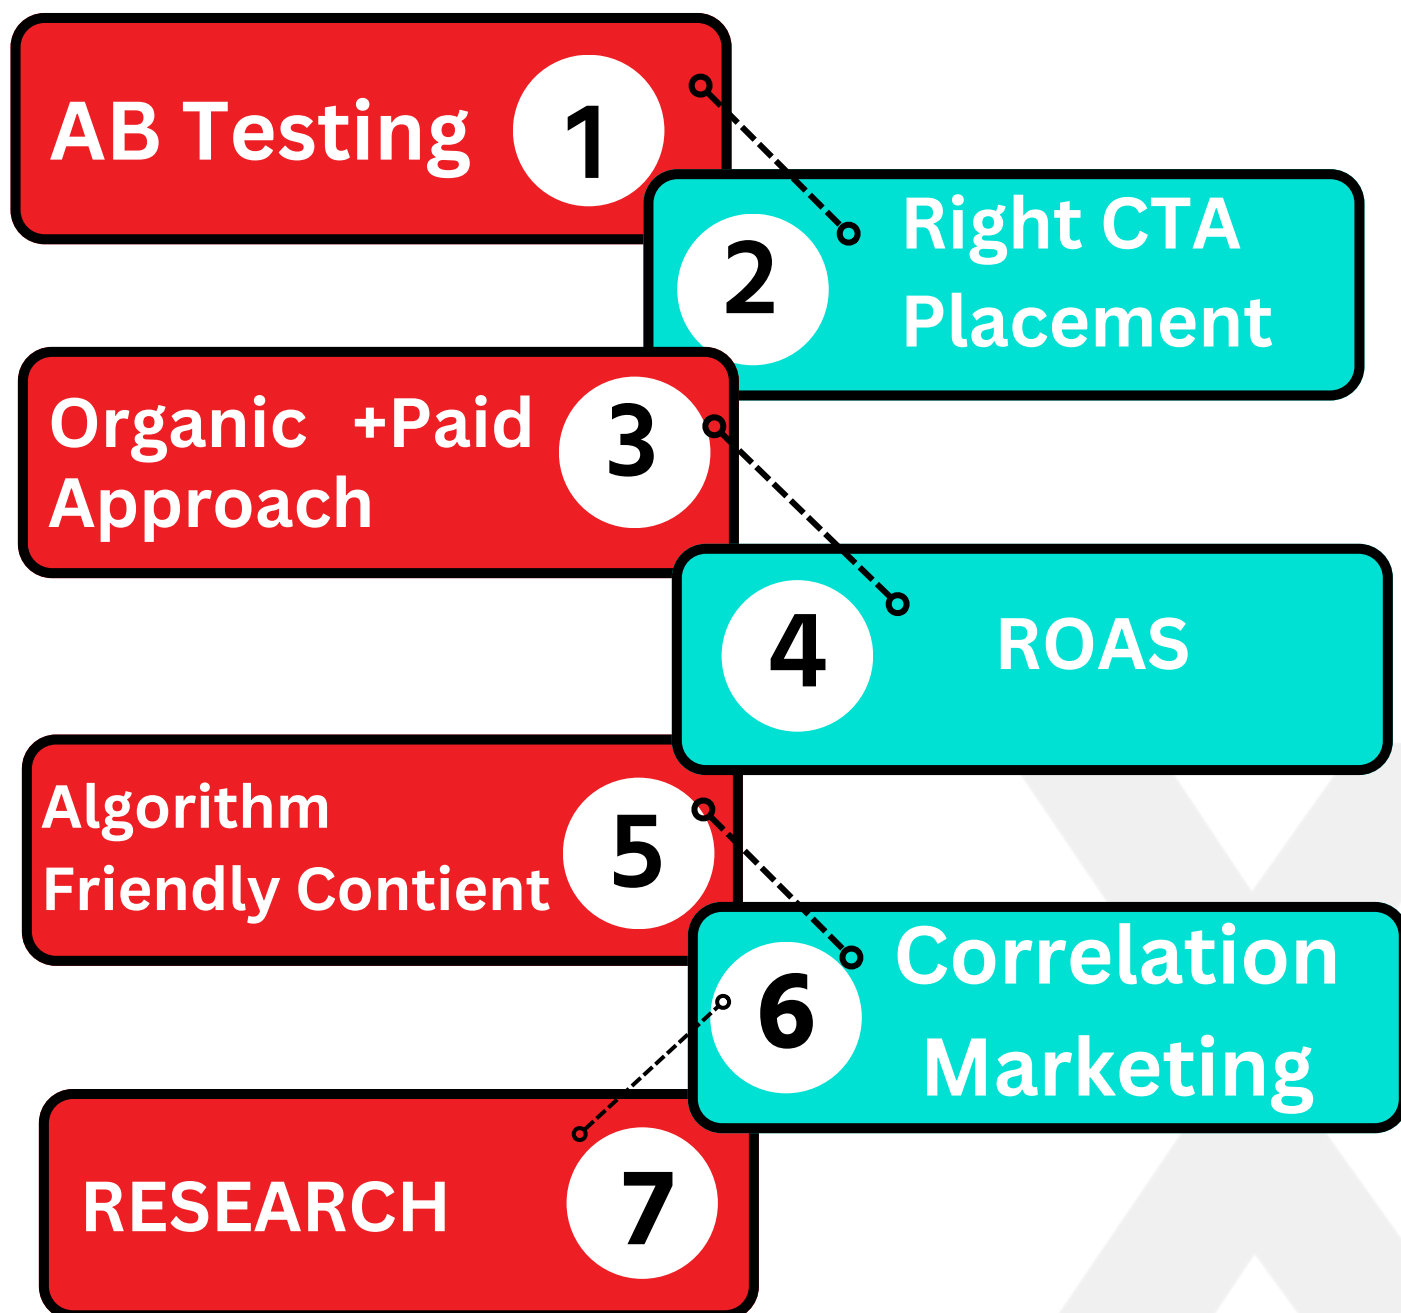 AB Testing
1
2
Right CTA
Placement
Organic +Paid
Approach
3
4
ROAS
Algorithm
Friendly Contient
5
6
Correlation
Marketing
RESEARCH
7